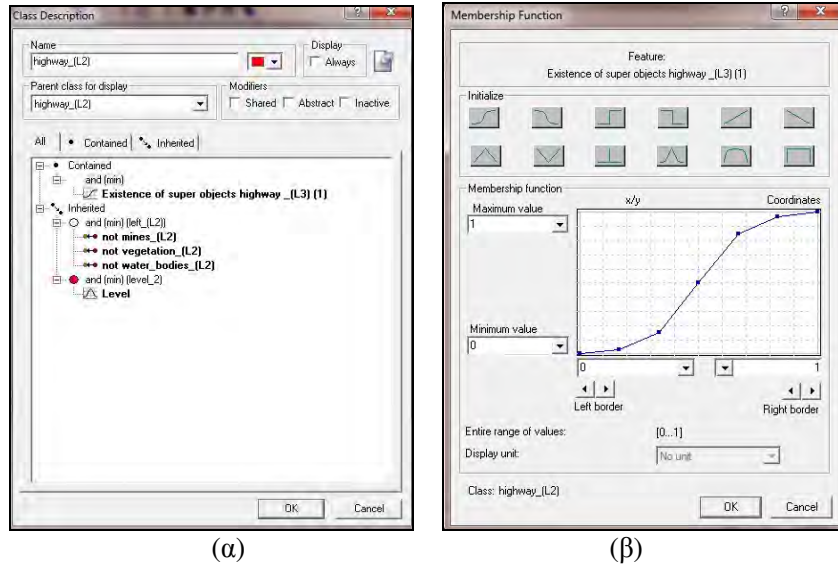 Class Description
Name
highway_(L2)
Display
Always
Parent class for display
highway_(L2)
Modifiers
Shared Abstract Inactive
All Contained Inherited
Contained
and (min)
Existence of super objects highway _(L3) (1)
Inherited
and (min) (left_(L2))
not mines_(L2)
not vegetation_(L2)
not water_bodies_(L2)
and (min) (level_2)
Level
OK Cancel
(α)
Membership Function
Feature:
Existence of super objects highway _(L3) (1)
Initialize
Membership function
Maximum value x/y Coordinates
1
Minimum value
0
0 1
Left border Right border
Entire range of values: [0...1]
Display unit: No unit
Class: highway_(L2)
OK Cancel
(β)